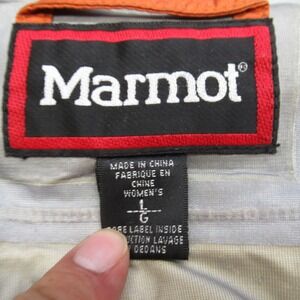 Marmot®
MADE IN CHINA
FABRIQUE EN
CHINE
WOMEN'S
L
G
LABEL INSIDE
LAVAGE
DEDANS